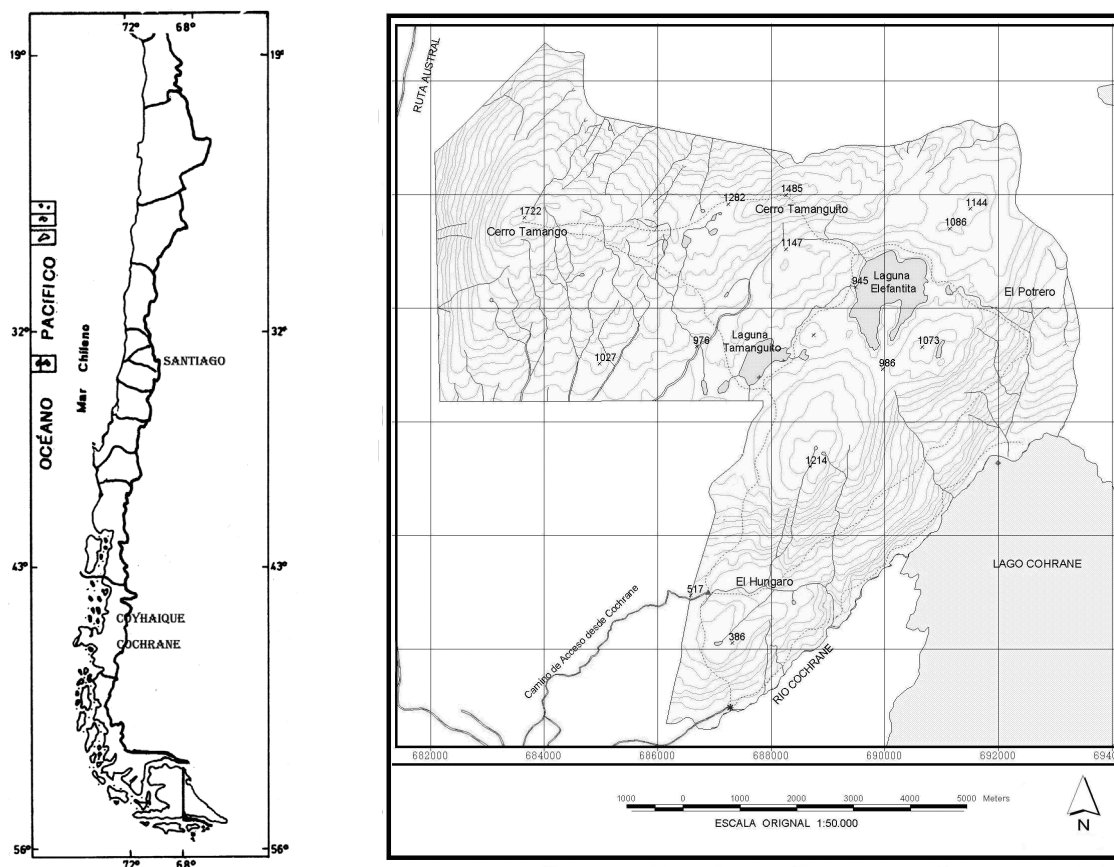 72° 68°
19° 19°
OCÉANO PACIFICO
Mar Chileno
32° 32°
SANTIAGO
43° 43°
COYHAIQUE
COCHRANE
56° 56°
72° 68°
RUTA AUSTRAL
1722
Cerro Tamango
1282
1485
Cerro Tamanguito
1144
1086
1147
945
Laguna
Elefantita
El Potrero
976
Laguna
Tamanguito
1027
1073
986
1214
LAGO COHRANE
El Hungaro
517
386
Camino de Acceso desde Cochrane
RIO COCHRANE
682000 684000 686000 688000 690000 692000 694
1000 0 1000 2000 3000 4000 5000 Meters
ESCALA ORIGNAL 1:50.000
N